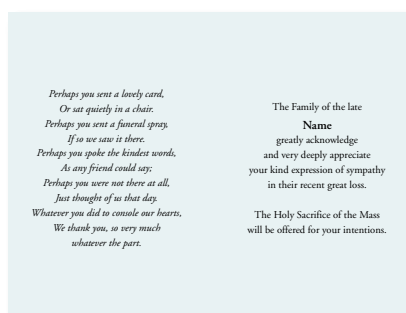 Perhaps you sent a lovely card,
Or sat quietly in a chair.
Perhaps you sent a funeral spray,
If so we saw it there.
Perhaps you spoke the kindest words,
As any friend could say;
Perhaps you were not there at all,
Just thought of us that day.
Whatever you did to console our hearts,
We thank you, so very much
whatever the part.
The Family of the late
Name
greatly acknowledge
and very deeply appreciate
your kind expression of sympathy
in their recent great loss.
The Holy Sacrifice of the Mass
will be offered for your intentions.